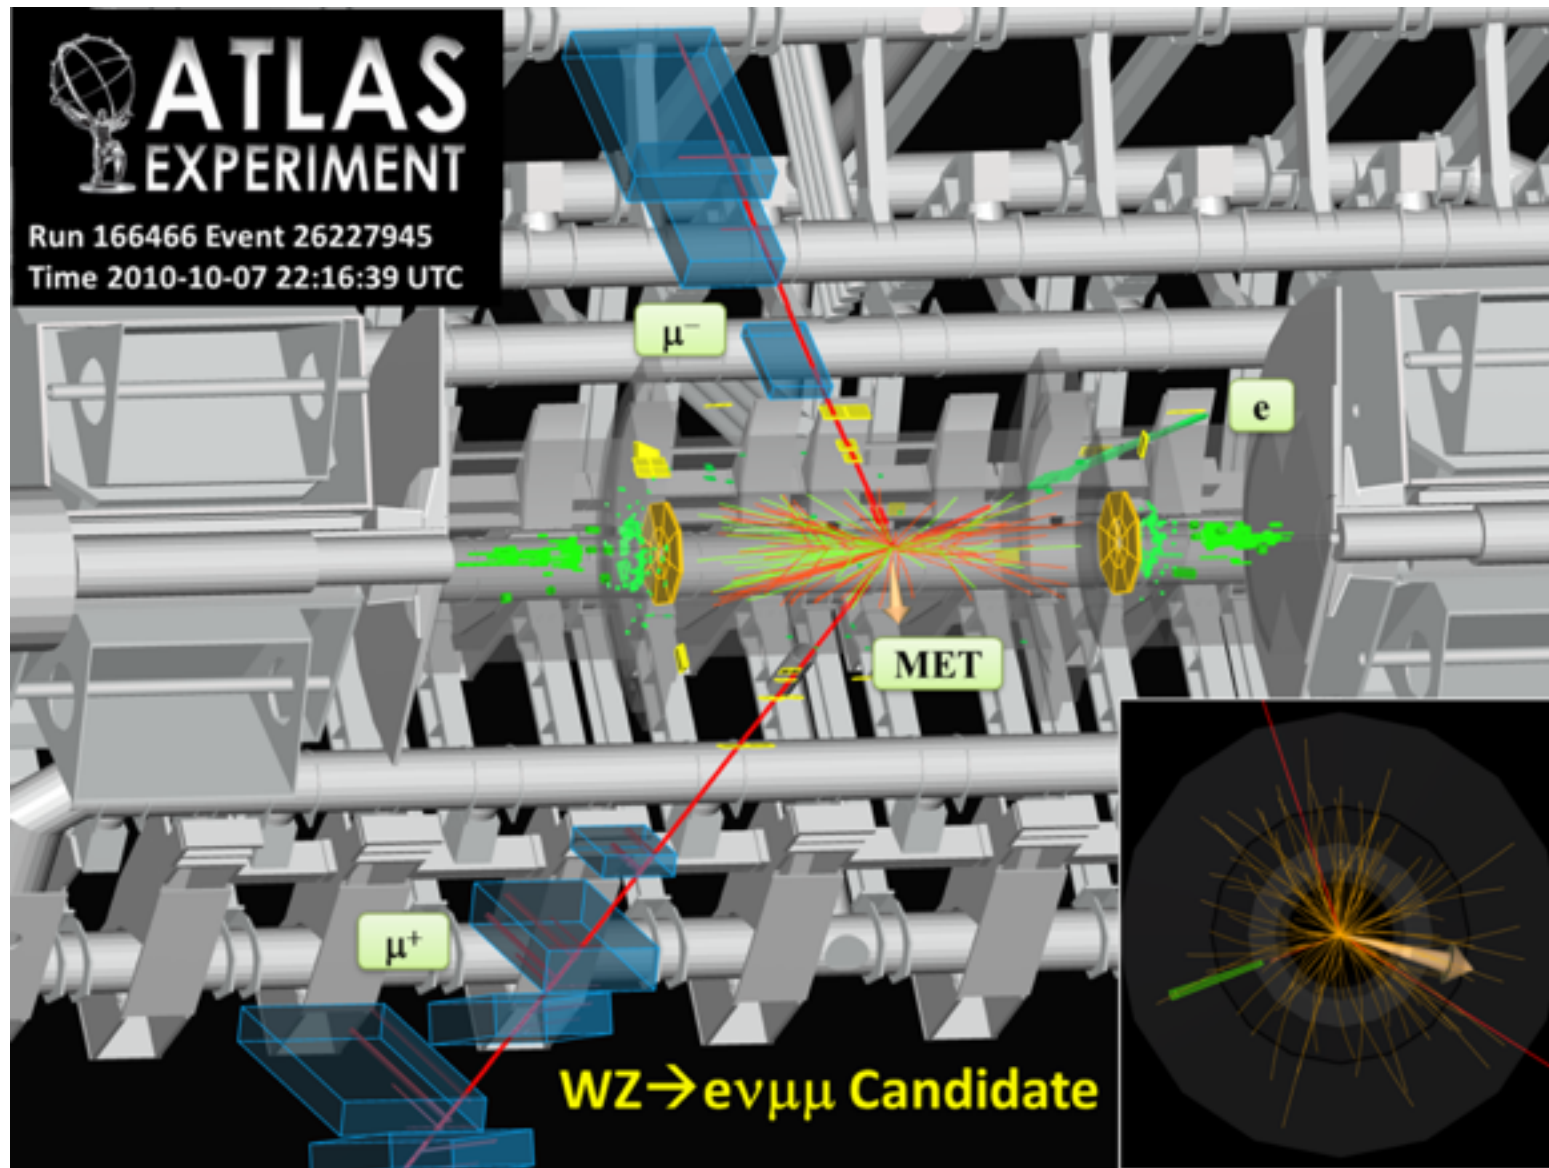 ATLAS
EXPERIMENT
Run 166466 Event 26227945
Time 2010-10-07 22:16:39 UTC
μ⁻
e
MET
μ⁺
WZ→eνμμ Candidate